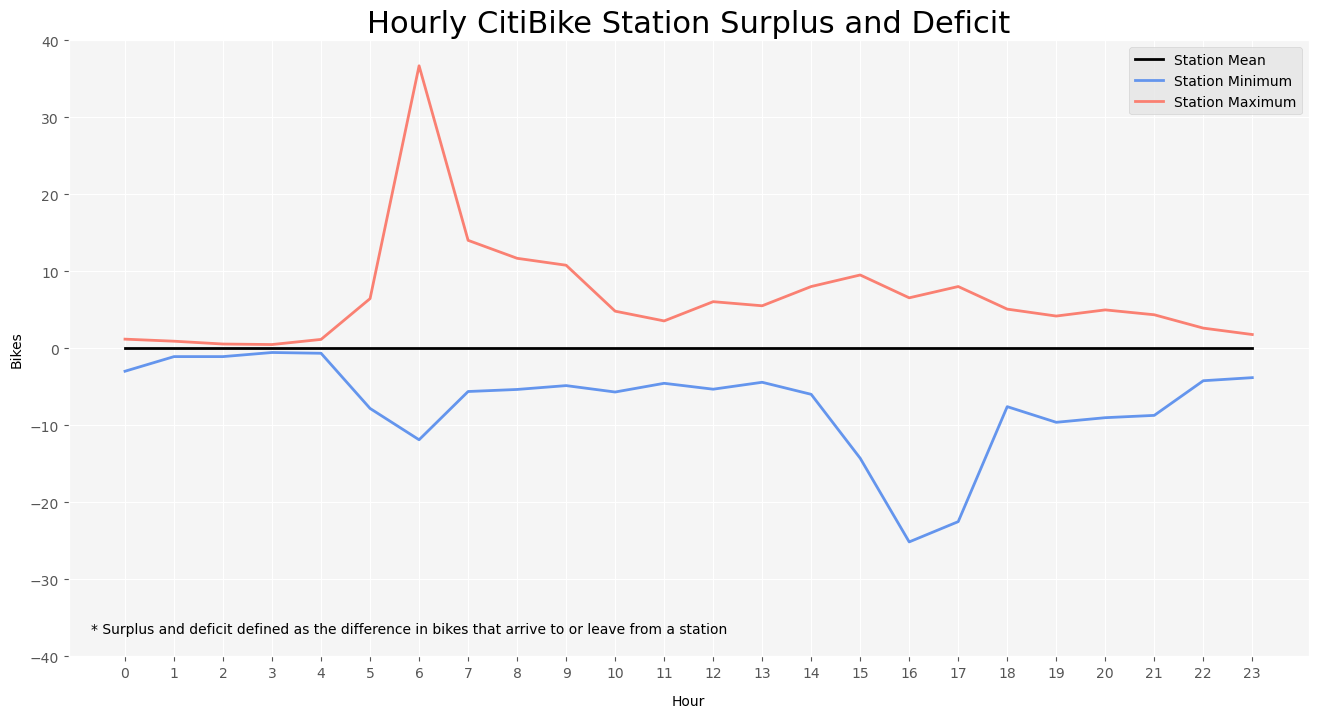 Hourly CitiBike Station Surplus and Deficit
Station Mean
Station Minimum
Station Maximum
40
30
20
10
0
−10
−20
−30
−40
Bikes
* Surplus and deficit defined as the difference in bikes that arrive to or leave from a station
0 1 2 3 4 5 6 7 8 9 10 11 12 13 14 15 16 17 18 19 20 21 22 23
Hour